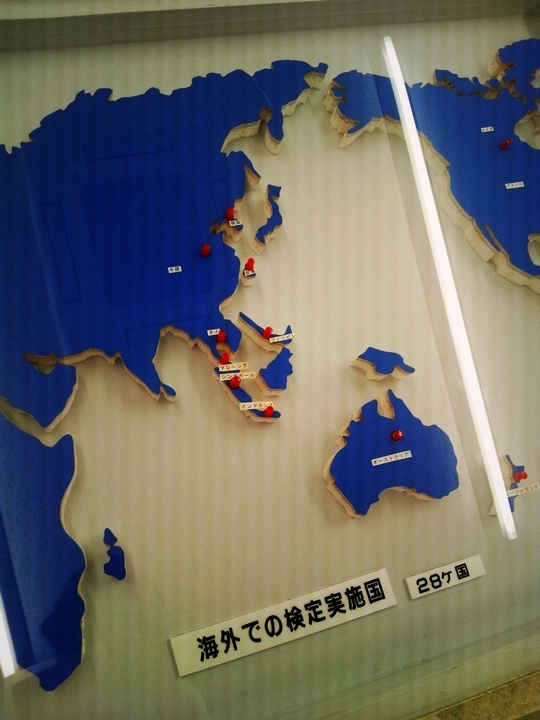 カナダ
アメリカ
韓国
中国
タイ
フィリピン
マレーシア
シンガポール
インドネシア
オーストラリア
ニュージーランド
海外での検定実施国
28ケ国